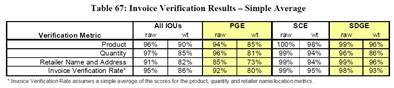 Table 67: Invoice Verification Results – Simple Average
All IOUs PGE SCE SDGE
Verification Metric raw wt raw wt raw wt raw wt
Product 96% 90% 94% 85% 100% 98% 99% 96%
Quantity 97% 85% 96% 81% 99% 94% 96% 86%
Retailer Name and Address 91% 82% 85% 73% 99% 94% 99% 96%
Invoice Verification Rate* 95% 86% 92% 80% 99% 95% 98% 93%
* Invoice Verification Rate assumes a simple average of the scores for the product, quantity and retailer name/location metrics.